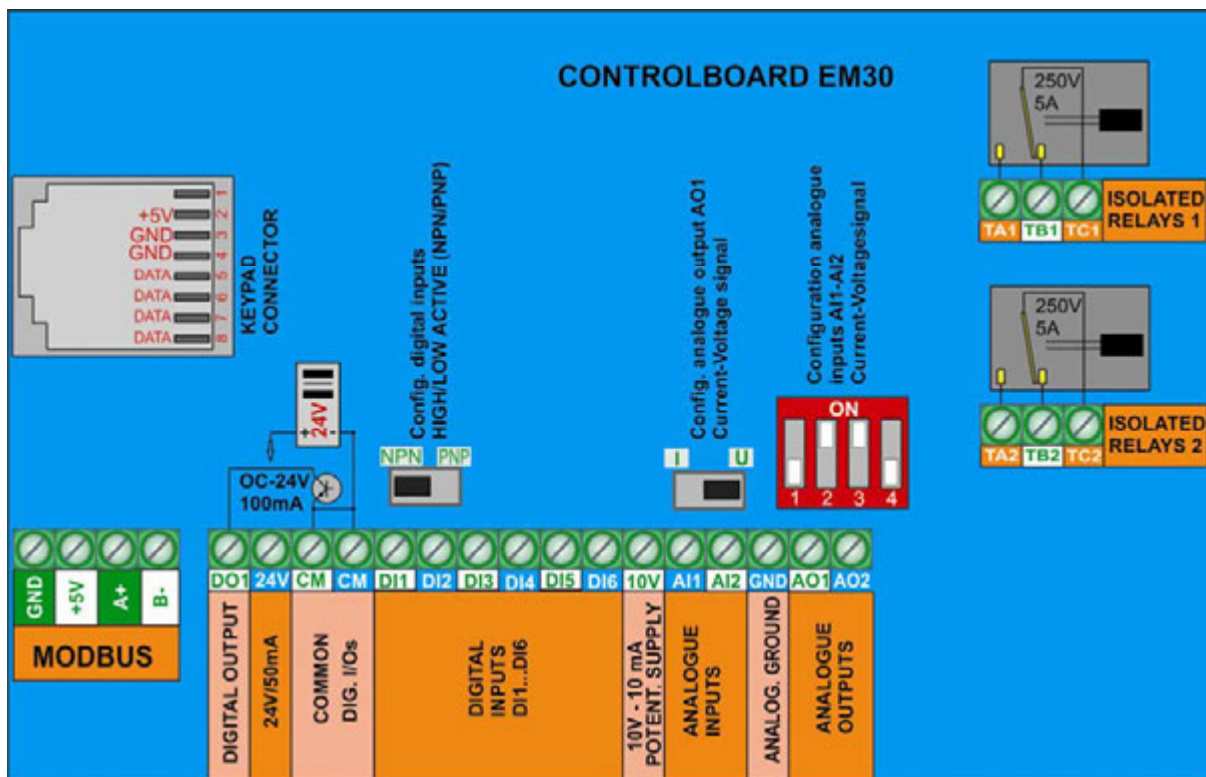 CONTROLBOARD EM30
250V
5A
ISOLATED
RELAYS 1
TA1 TB1 TC1
250V
5A
ISOLATED
RELAYS 2
TA2 TB2 TC2
1
+5V 2
GND 3
GND 4
DATA 5
DATA 6
DATA 7
DATA 8
KEYPAD
CONNECTOR
Config. digital inputs
HIGH/LOW ACTIVE (NPN/PNP)
NPN PNP
Config. analogue output AO1
Current-Voltage signal
I U
Configuration analogue
inputs AI1-AI2
Current-Voltagesignal
ON
1 2 3 4
+ -
24V
OC-24V
100mA
GND +5V A+ B-
MODBUS
DO1 24V CM CM DI1 DI2 DI3 DI4 DI5 DI6 10V AI1 AI2 GND AO1 AO2
DIGITAL OUTPUT
24V/50mA
COMMON
DIG. I/Os
DIGITAL
INPUTS
DI1...DI6
10V - 10 mA
POTENT. SUPPLY
ANALOGUE
INPUTS
ANALOG. GROUND
ANALOGUE
OUTPUTS